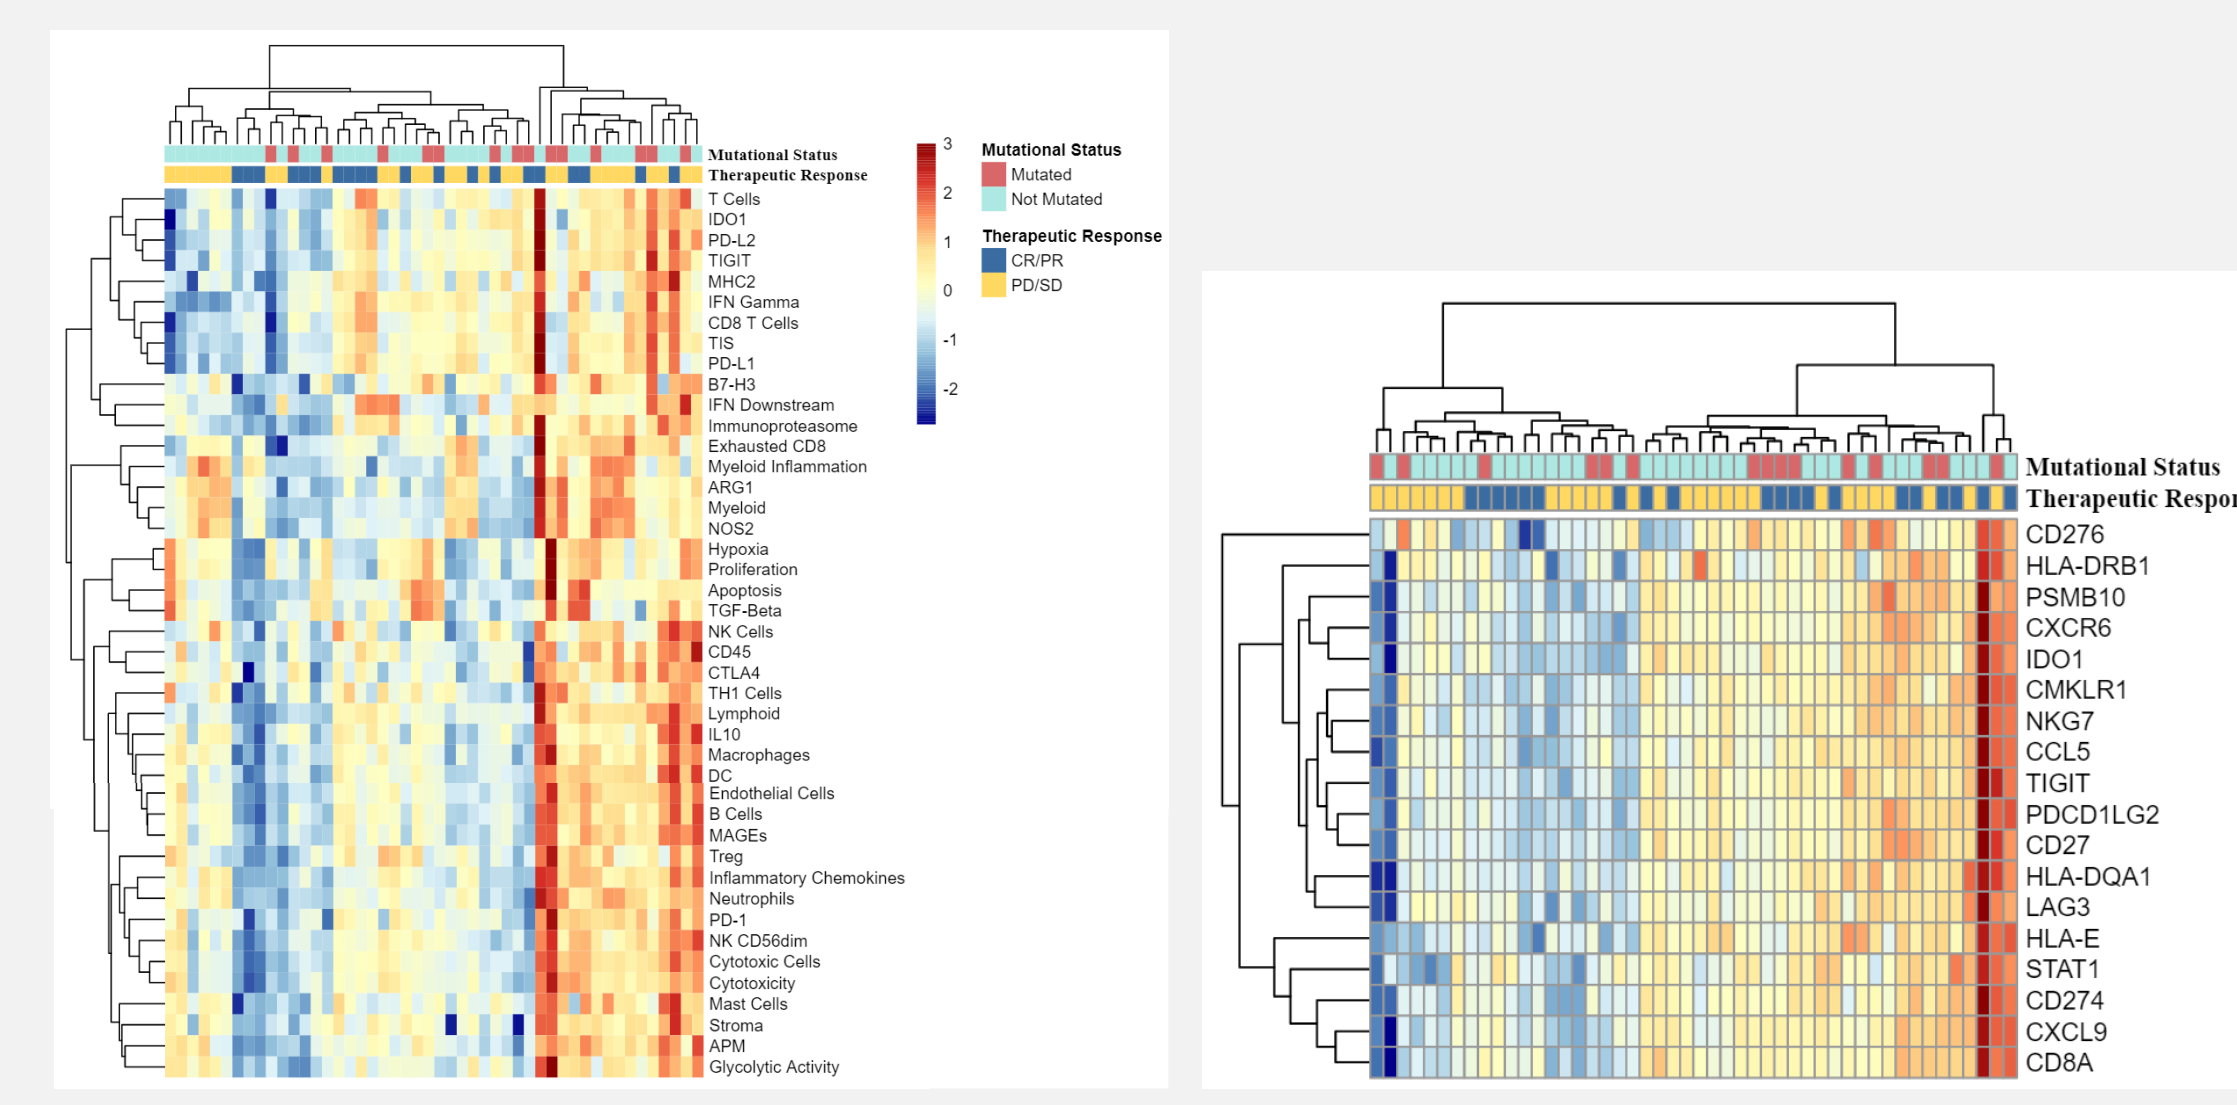 Mutational Status
Therapeutic Response
T Cells
IDO1
PD-L2
TIGIT
MHC2
IFN Gamma
CD8 T Cells
TIS
PD-L1
B7-H3
IFN Downstream
Immunoproteasome
Exhausted CD8
Myeloid Inflammation
ARG1
Myeloid
NOS2
Hypoxia
Proliferation
Apoptosis
TGF-Beta
NK Cells
CD45
CTLA4
TH1 Cells
Lymphoid
IL10
Macrophages
DC
Endothelial Cells
B Cells
MAGEs
Treg
Inflammatory Chemokines
Neutrophils
PD-1
NK CD56dim
Cytotoxic Cells
Cytotoxicity
Mast Cells
Stroma
APM
Glycolytic Activity
3
2
1
0
-1
-2
Mutational Status
Mutated
Not Mutated
Therapeutic Response
CR/PR
PD/SD
Mutational Status
Therapeutic Respor
CD276
HLA-DRB1
PSMB10
CXCR6
IDO1
CMKLR1
NKG7
CCL5
TIGIT
PDCD1LG2
CD27
HLA-DQA1
LAG3
HLA-E
STAT1
CD274
CXCL9
CD8A